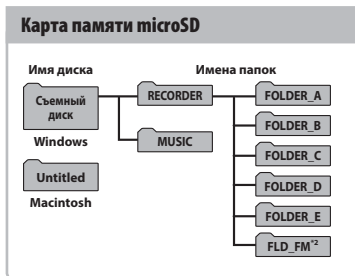 Карта памяти microSD
Имя диска
Имена папок
Съемный
диск
RECORDER
FOLDER_A
FOLDER_B
Windows
MUSIC
FOLDER_C
Untitled
FOLDER_D
Macintosh
FOLDER_E
FLD_FM*2